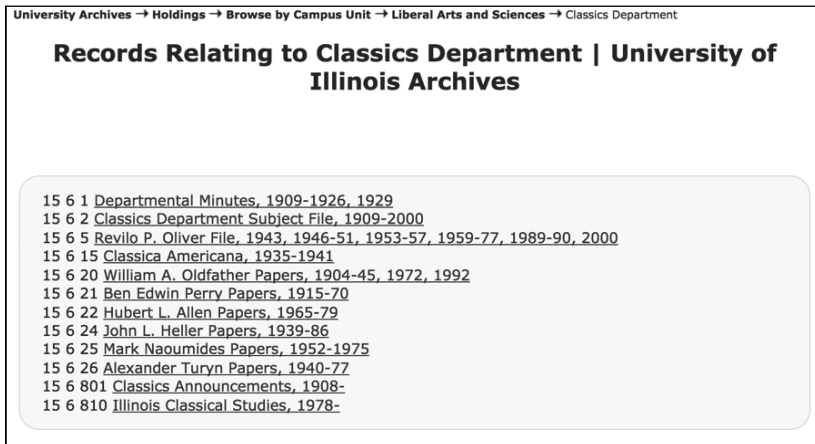 University Archives → Holdings → Browse by Campus Unit → Liberal Arts and Sciences → Classics Department
Records Relating to Classics Department | University of
Illinois Archives
15 6 1 Departmental Minutes, 1909-1926, 1929
15 6 2 Classics Department Subject File, 1909-2000
15 6 5 Revilo P. Oliver File, 1943, 1946-51, 1953-57, 1959-77, 1989-90, 2000
15 6 15 Classica Americana, 1935-1941
15 6 20 William A. Oldfather Papers, 1904-45, 1972, 1992
15 6 21 Ben Edwin Perry Papers, 1915-70
15 6 22 Hubert L. Allen Papers, 1965-79
15 6 24 John L. Heller Papers, 1939-86
15 6 25 Mark Naoumides Papers, 1952-1975
15 6 26 Alexander Turyn Papers, 1940-77
15 6 801 Classics Announcements, 1908-
15 6 810 Illinois Classical Studies, 1978-